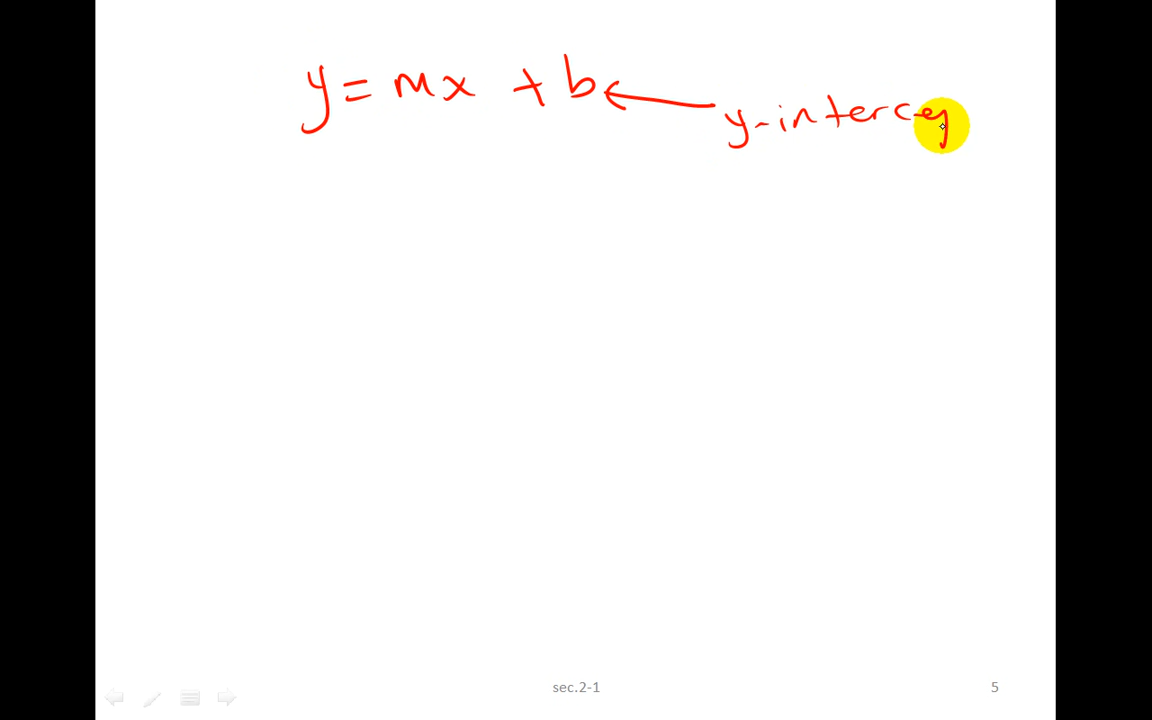 y = mx + b
y-intercep
sec.2-1
5